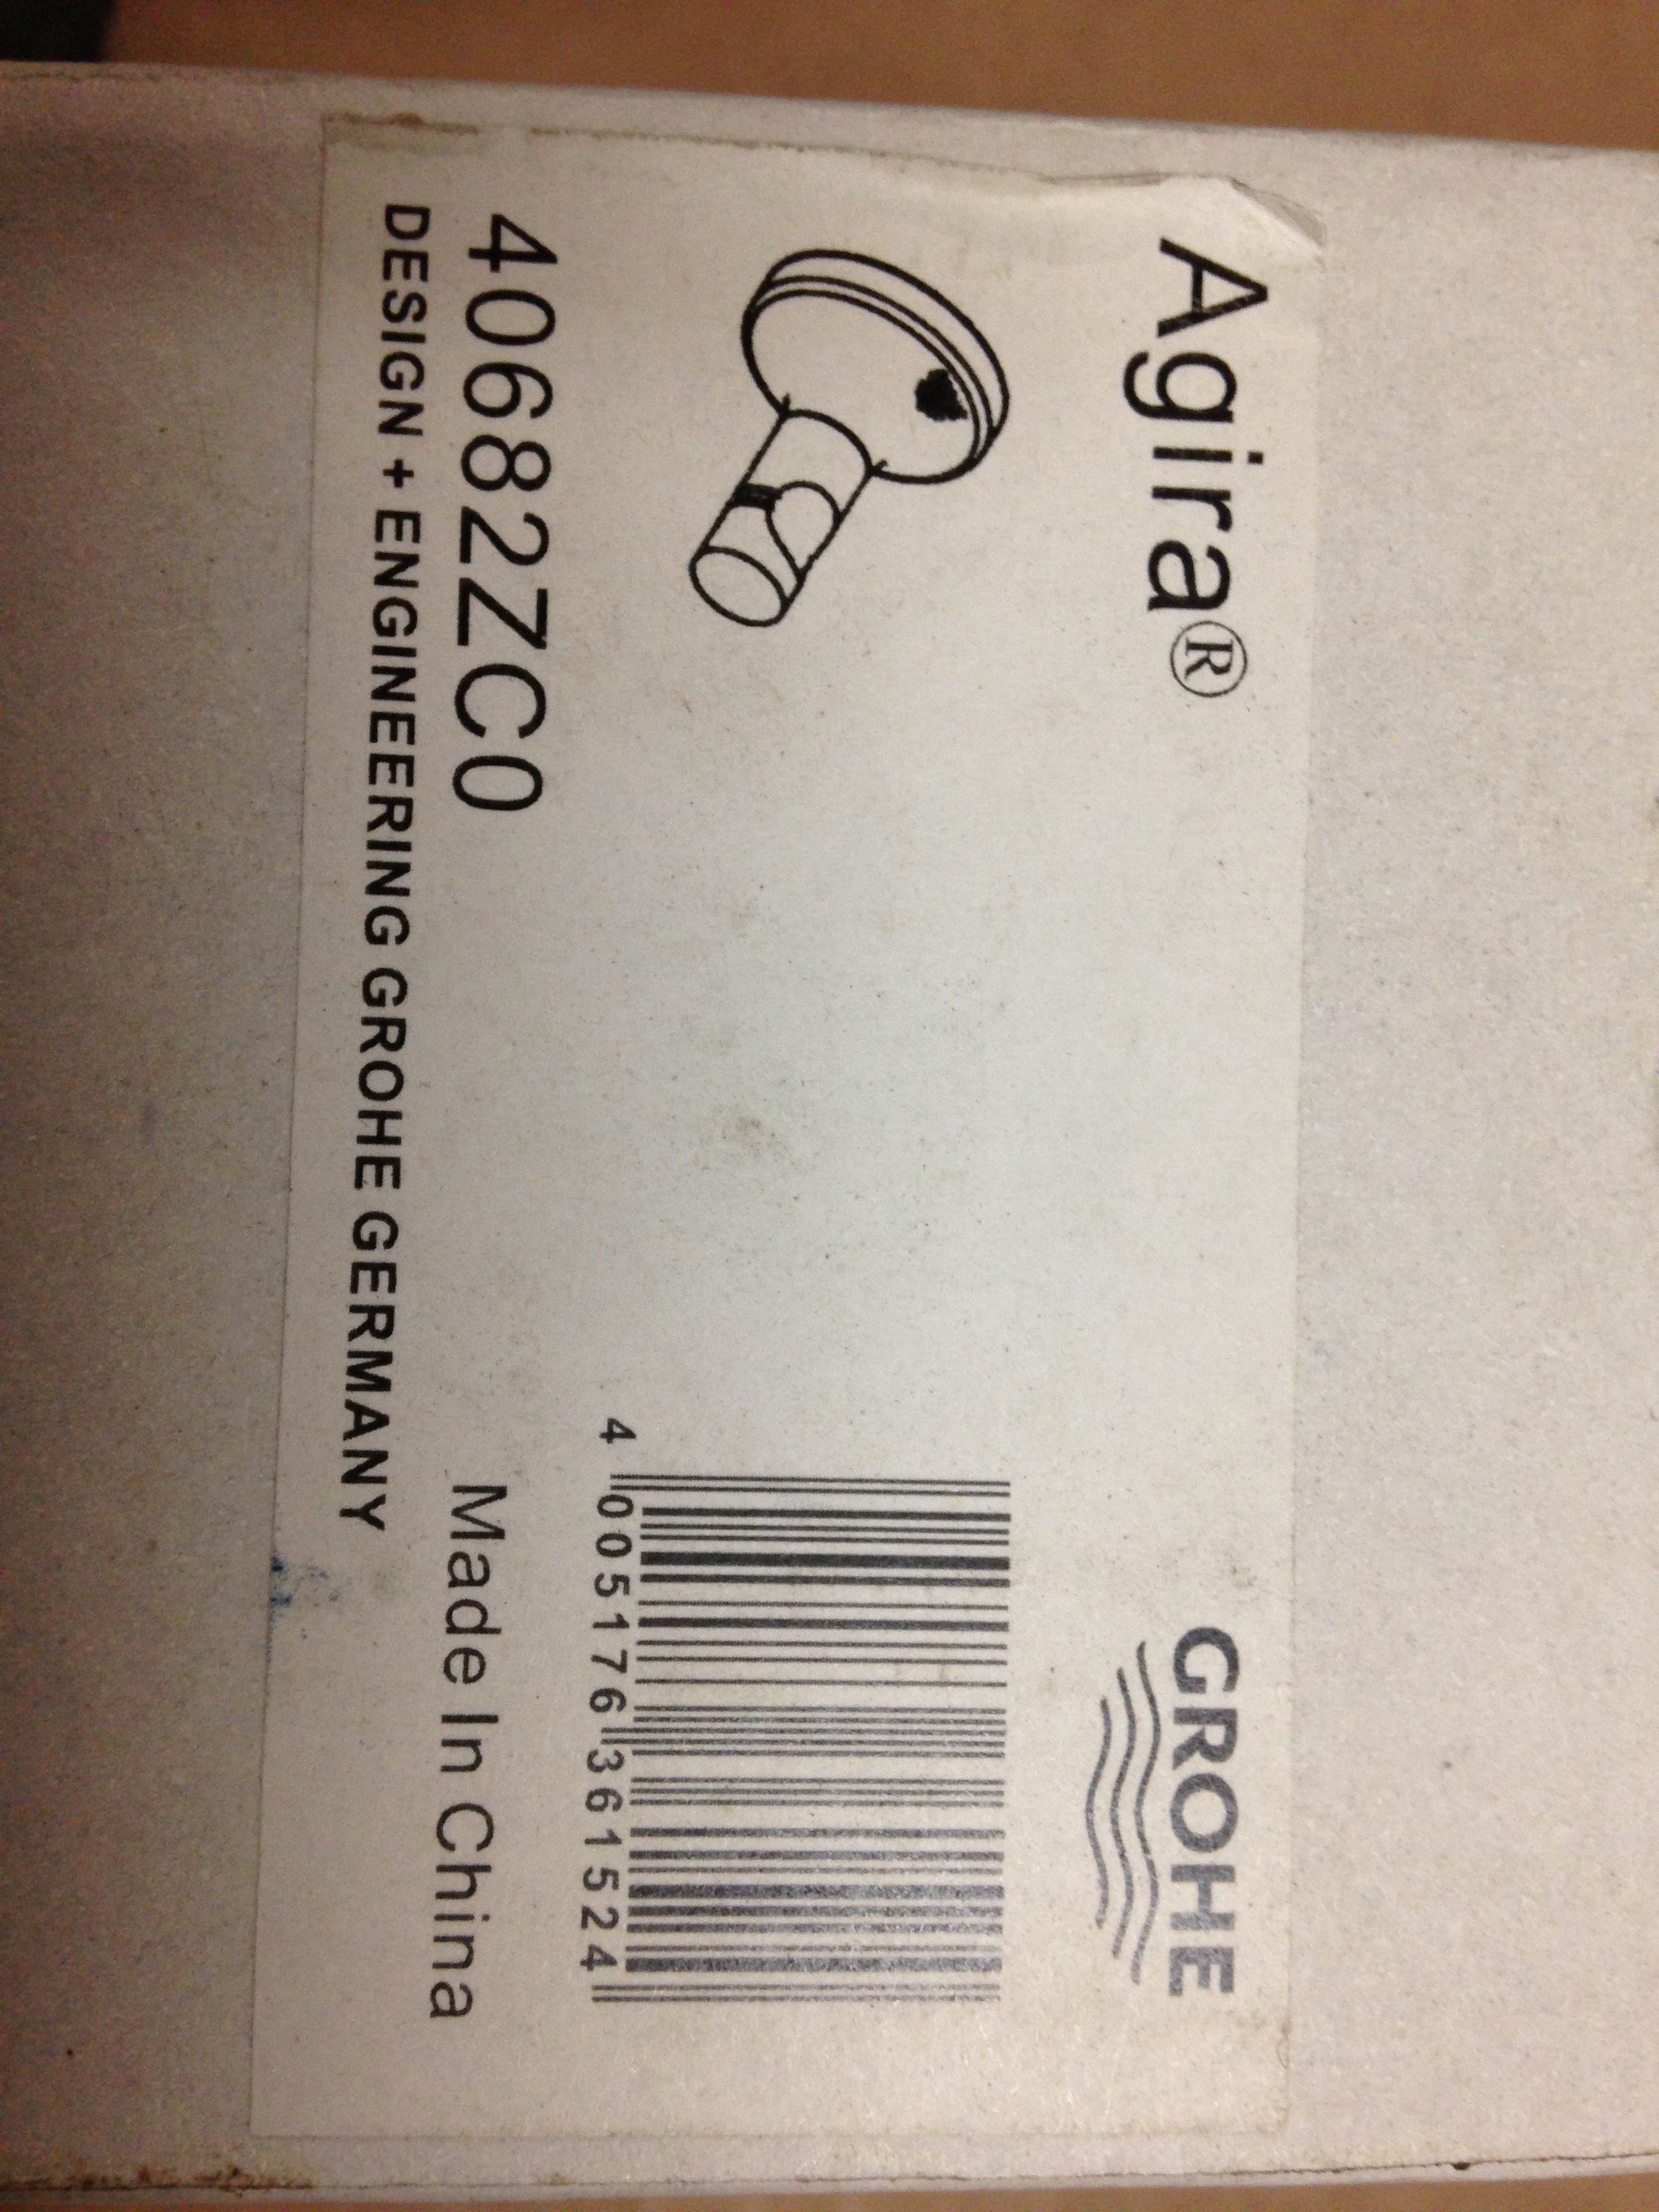 Agira®
GROHE
4 005176 361524
40682ZC0
Made In China
DESIGN + ENGINEERING GROHE GERMANY